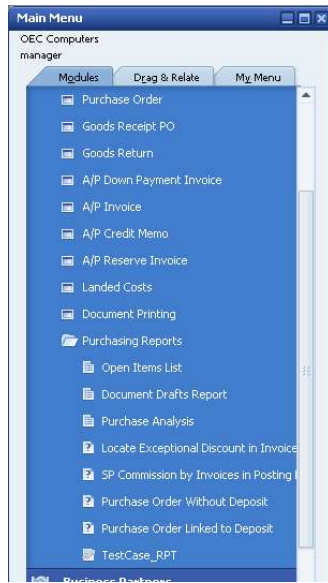 Main Menu
OEC Computers
manager
Modules Drag & Relate My Menu
Purchase Order
Goods Receipt PO
Goods Return
A/P Down Payment Invoice
A/P Invoice
A/P Credit Memo
A/P Reserve Invoice
Landed Costs
Document Printing
Purchasing Reports
Open Items List
Document Drafts Report
Purchase Analysis
Locate Exceptional Discount in Invoice
SP Commission by Invoices in Posting
Purchase Order Without Deposit
Purchase Order Linked to Deposit
TestCase_RPT
Business Partners